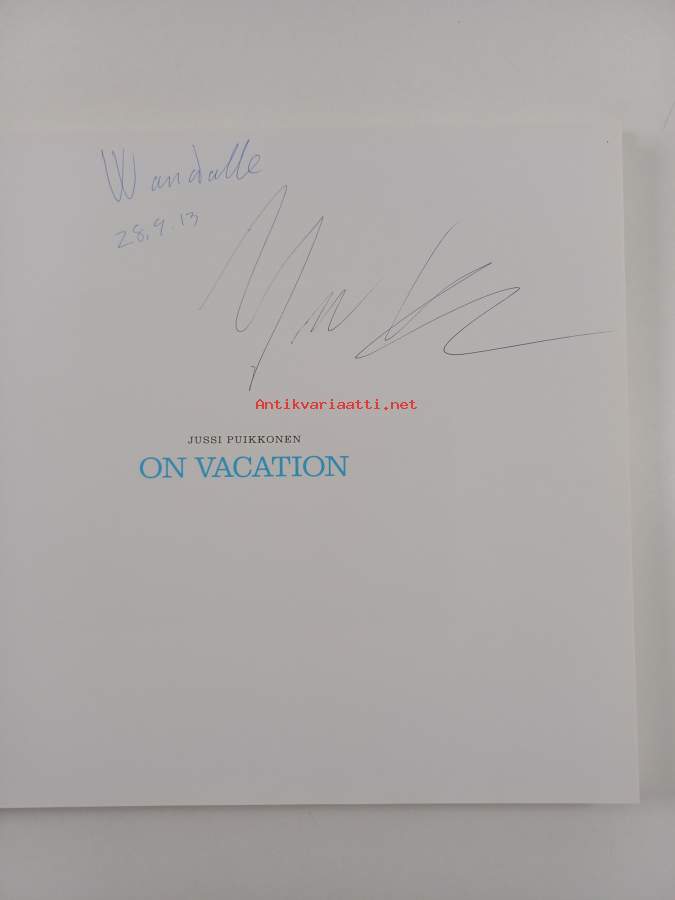 Wandalle
28.9.13
Antikvariaatti.net
JUSSI PUIKKONEN
ON VACATION